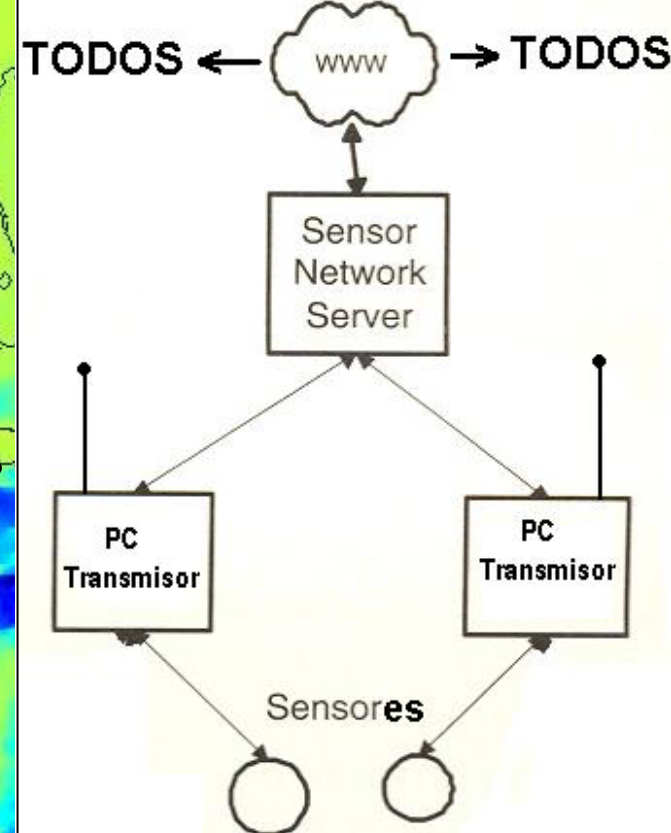 TODOS
www
TODOS
Sensor
Network
Server
PC
Transmisor
PC
Transmisor
Sensores